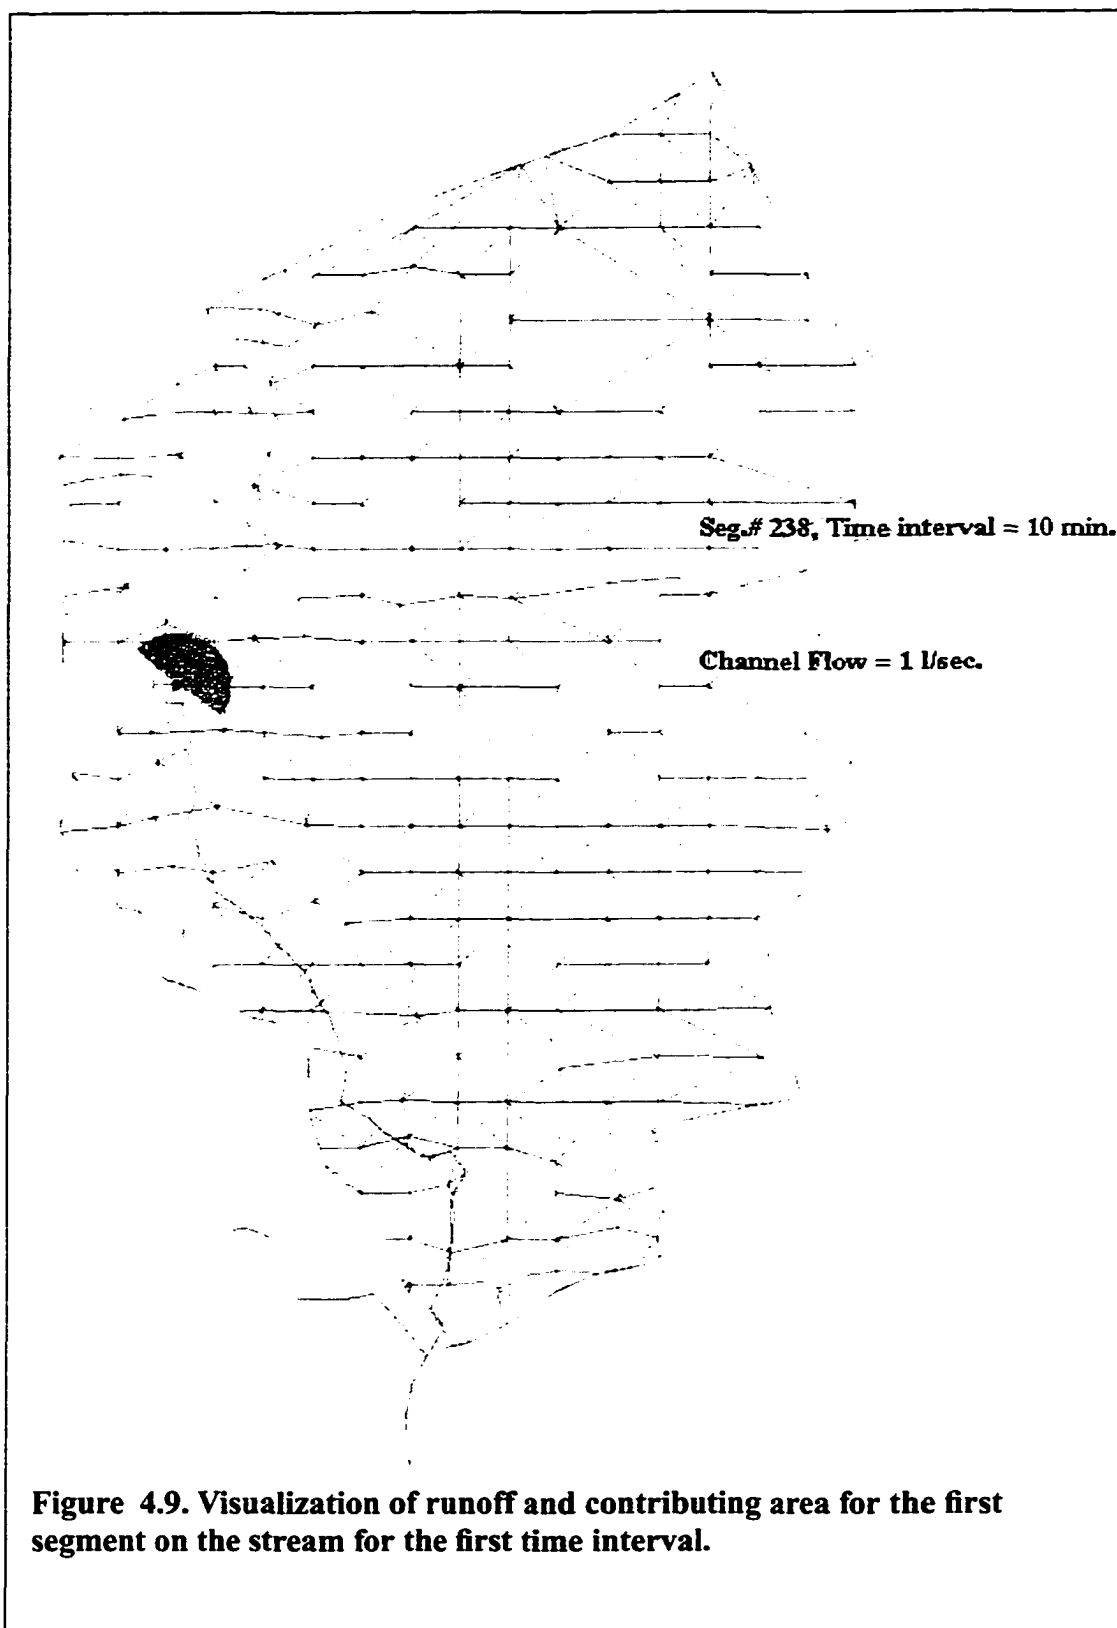 Seg.# 238, Time interval = 10 min.
Channel Flow = 1 l/sec.
Figure 4.9. Visualization of runoff and contributing area for the first
segment on the stream for the first time interval.